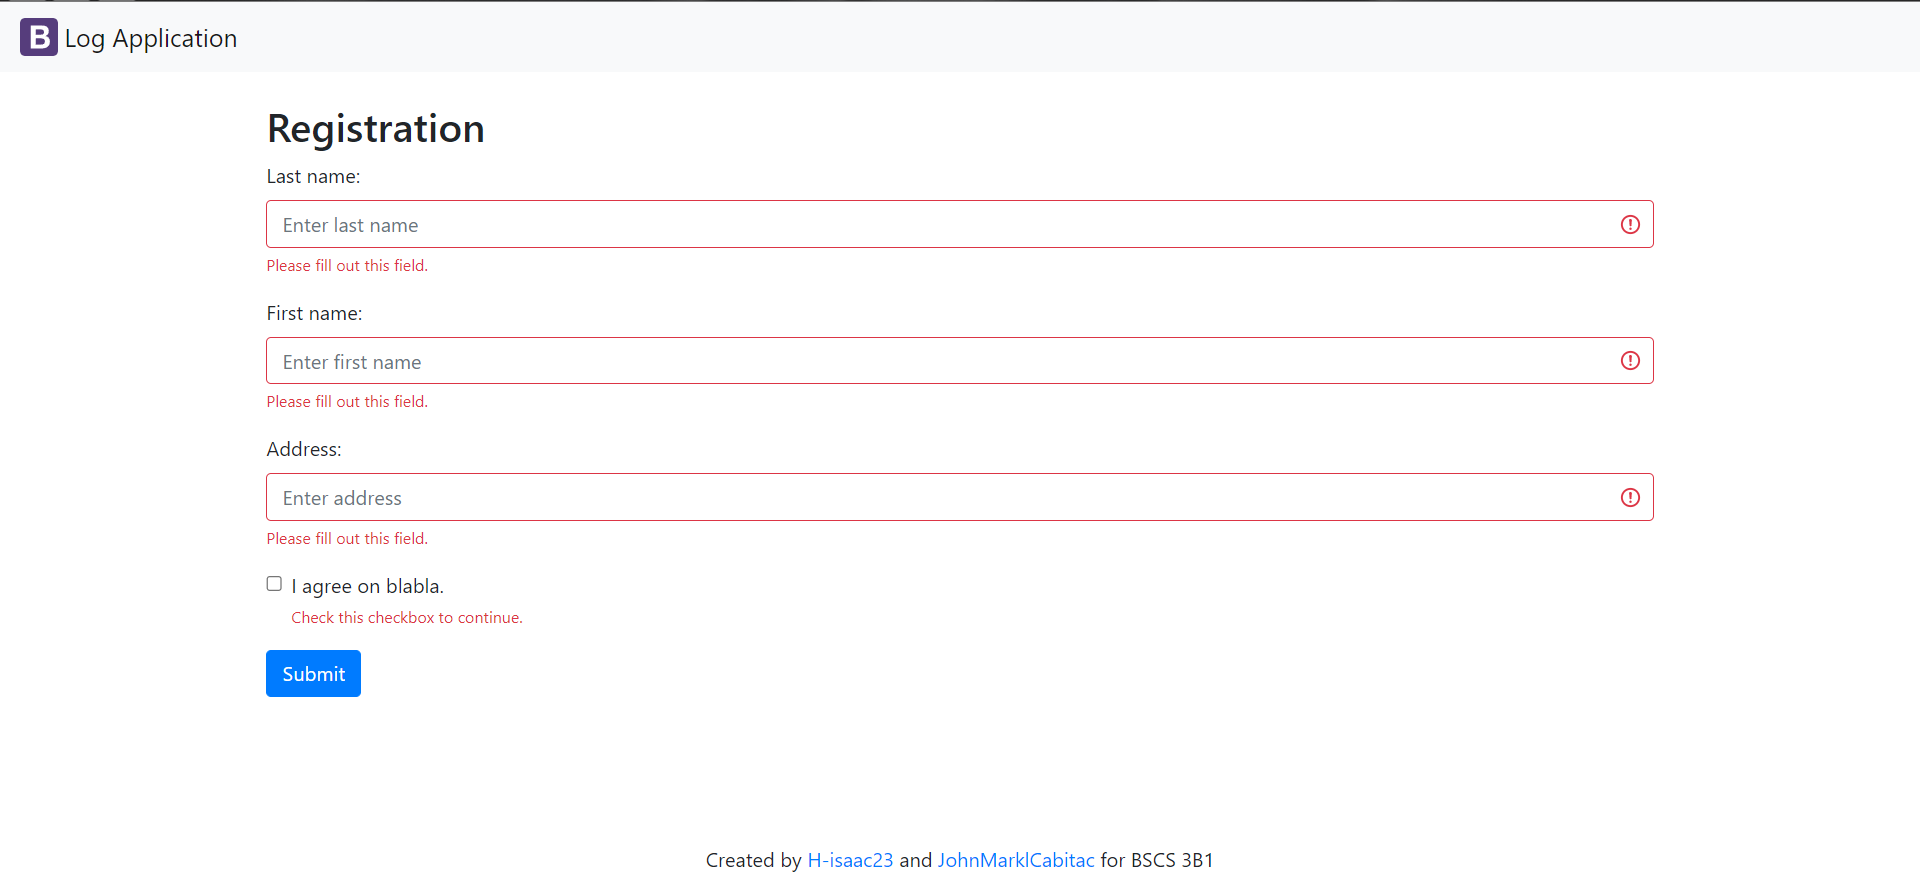 B Log Application
Registration
Last name:
Enter last name
Please fill out this field.
First name:
Enter first name
Please fill out this field.
Address:
Enter address
Please fill out this field.
I agree on blabla.
Check this checkbox to continue.
Submit
Created by H-isaac23 and JohnMarklCabitac for BSCS 3B1